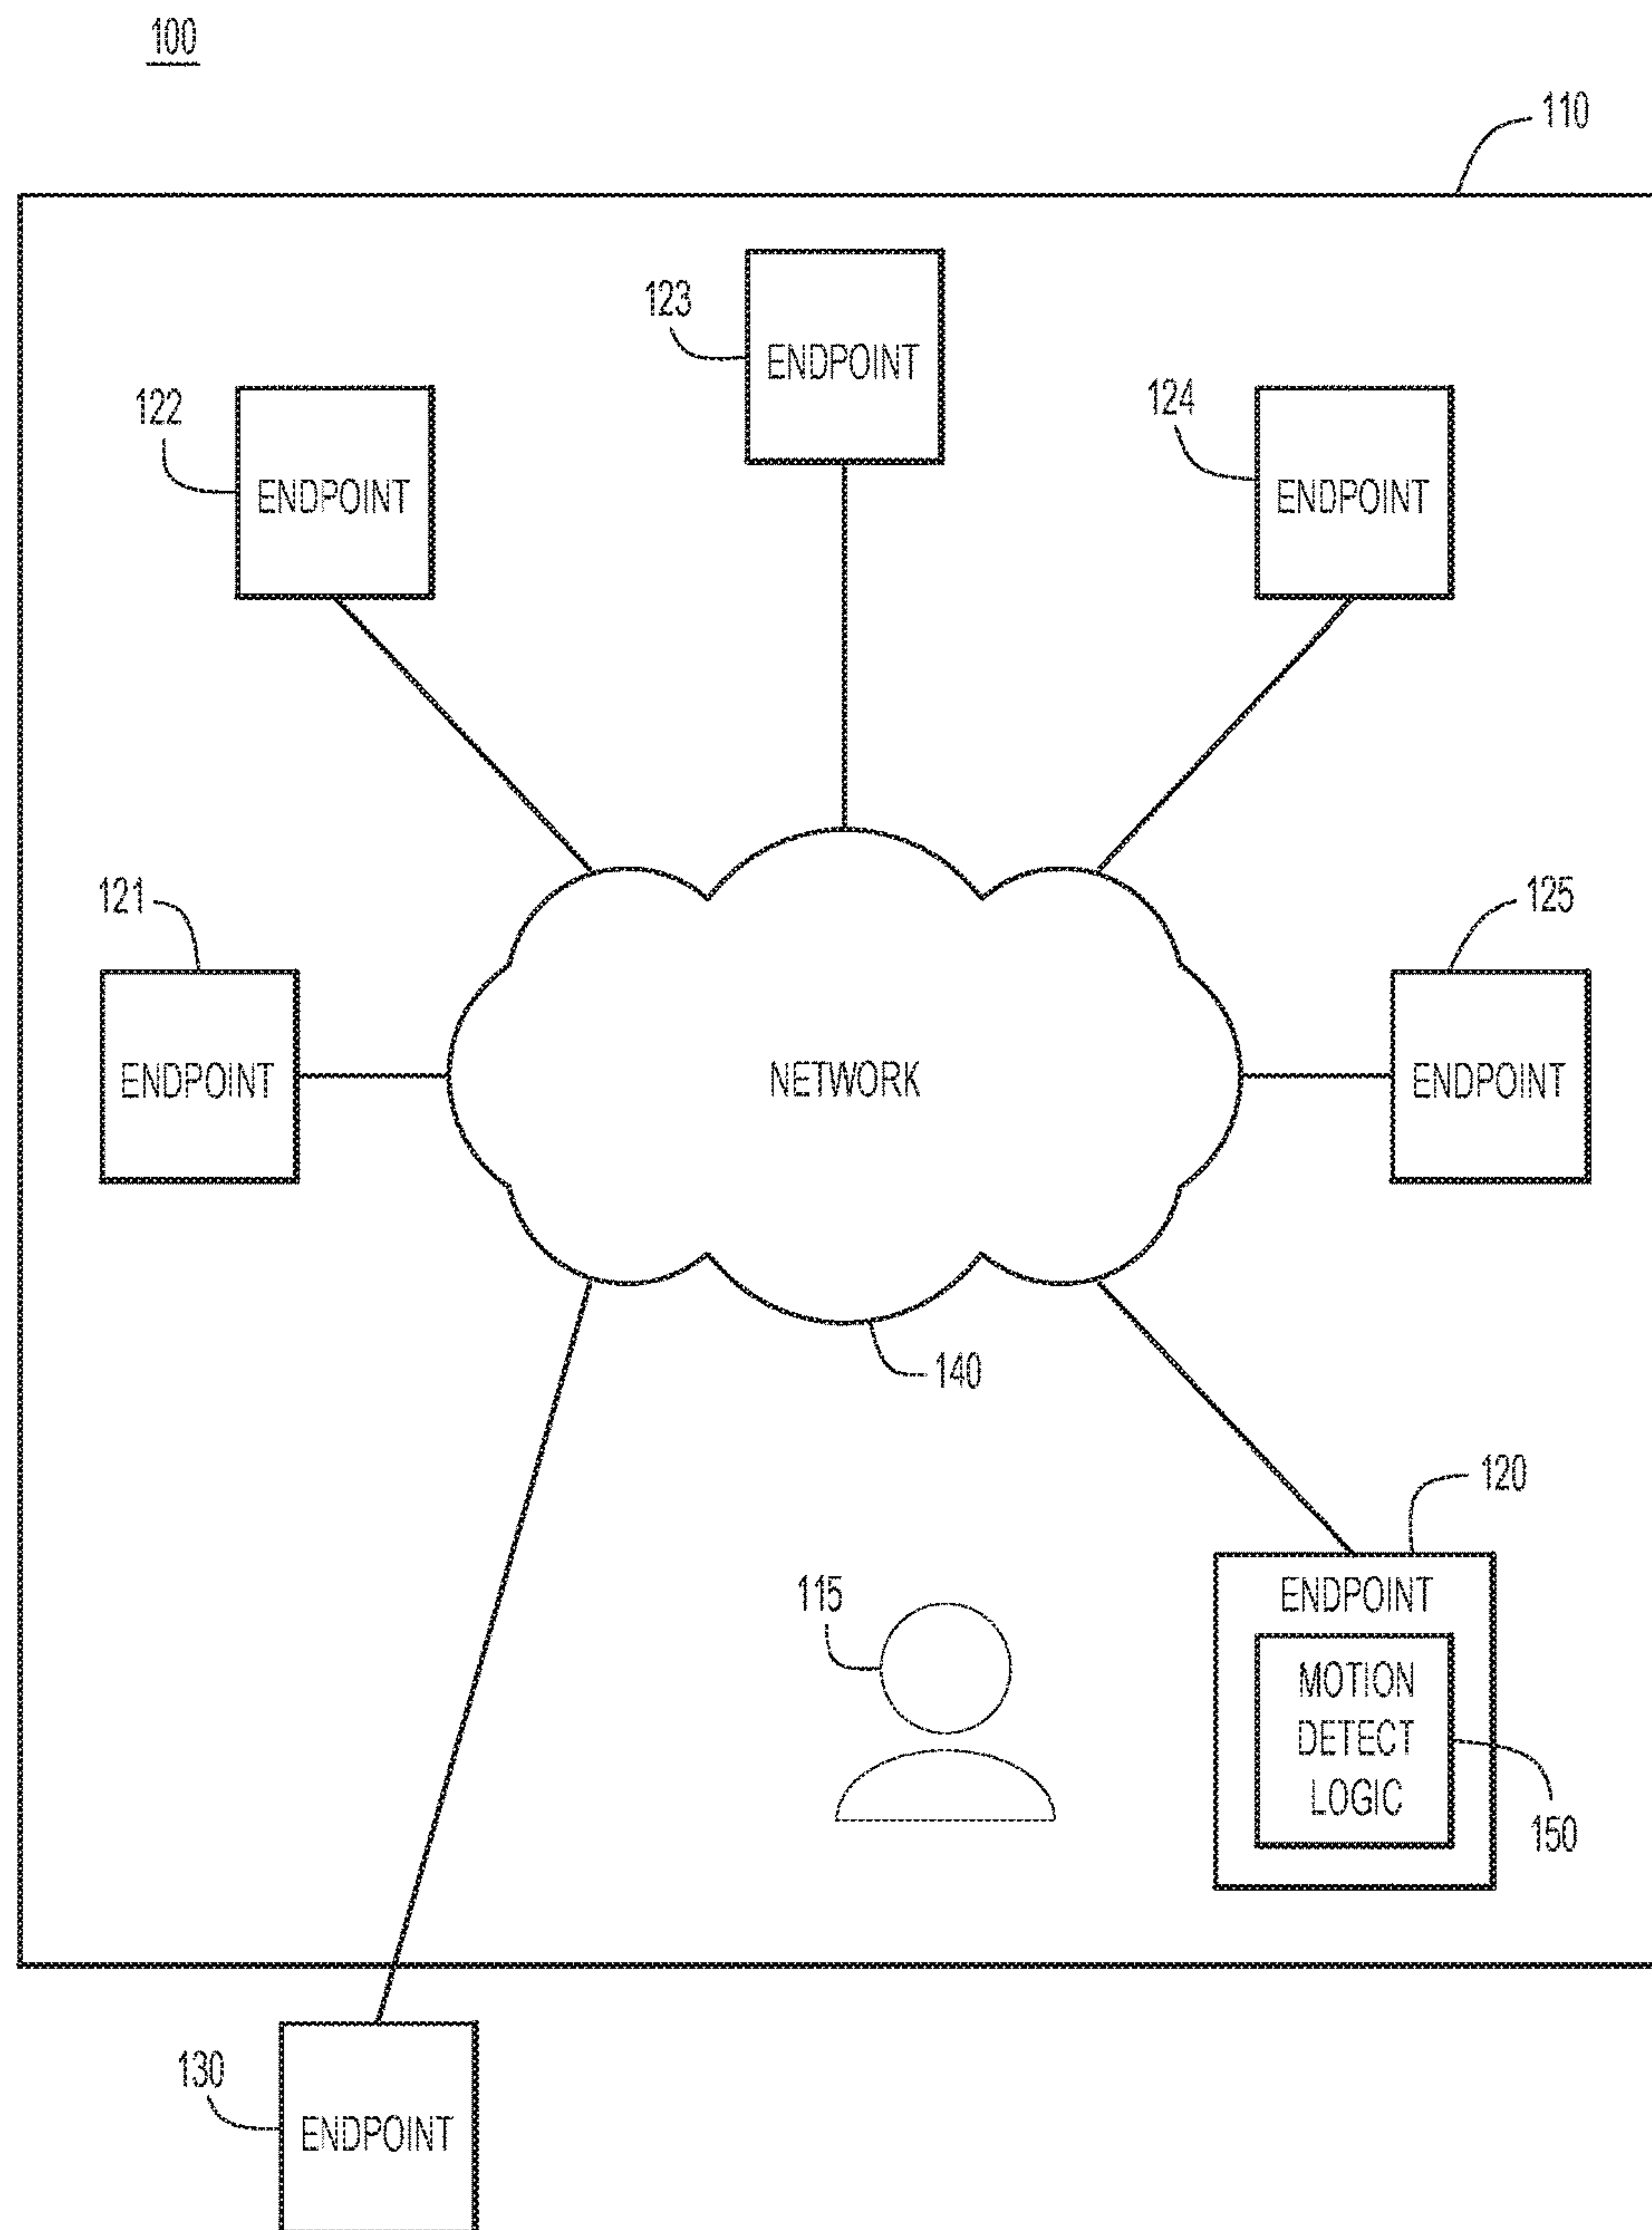 100
110
123
ENDPOINT
122
ENDPOINT
124
ENDPOINT
121
ENDPOINT
NETWORK
125
ENDPOINT
140
120
ENDPOINT
MOTION
DETECT
LOGIC
150
115
130
ENDPOINT